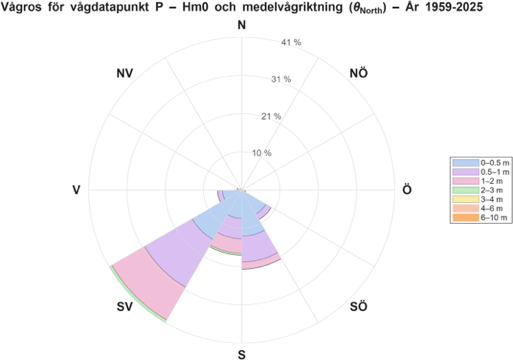 Vågros för vågdatapunkt P – Hm0 och medelvågriktning (θNorth) – År 1959-2025
N
41 %
NV
NÖ
31 %
21 %
10 %
0–0.5 m
0.5–1 m
1–2 m
2–3 m
3–4 m
4–6 m
6–10 m
V
Ö
SV
SÖ
S